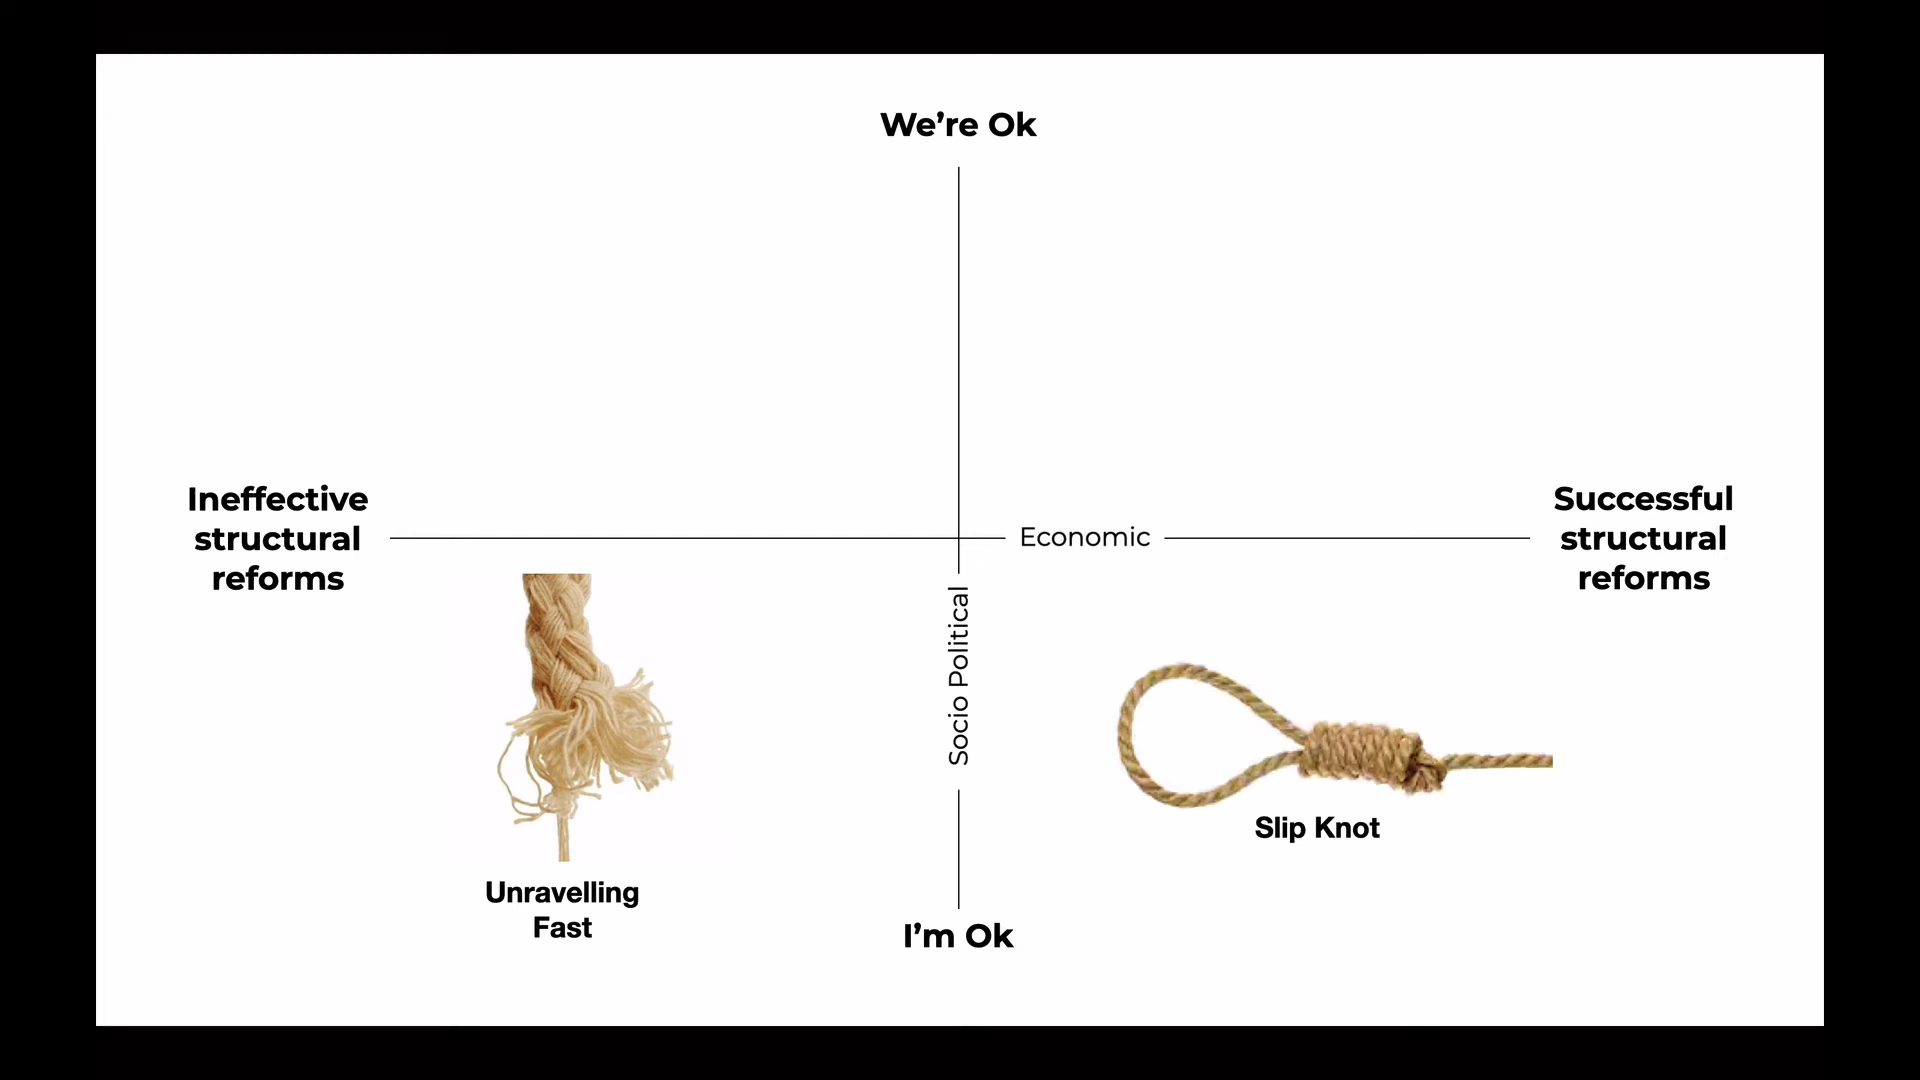 We’re Ok
Ineffective
structural
reforms
Economic
Successful
structural
reforms
Socio Political
Slip Knot
Unravelling
Fast
I’m Ok